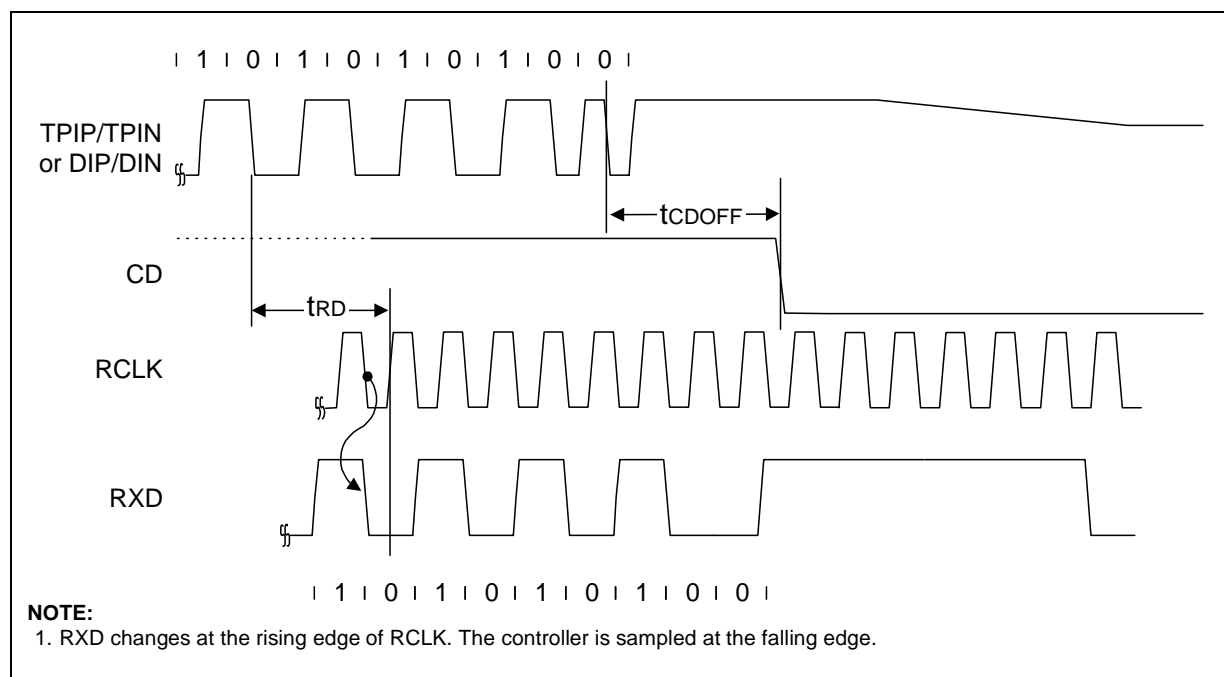 1 0 1 0 1 0 1 0 0
TPIP/TPIN
or DIP/DIN
tCDOFF
CD
tRD
RCLK
RXD
1 0 1 0 1 0 1 0 0
NOTE:
1. RXD changes at the rising edge of RCLK. The controller is sampled at the falling edge.